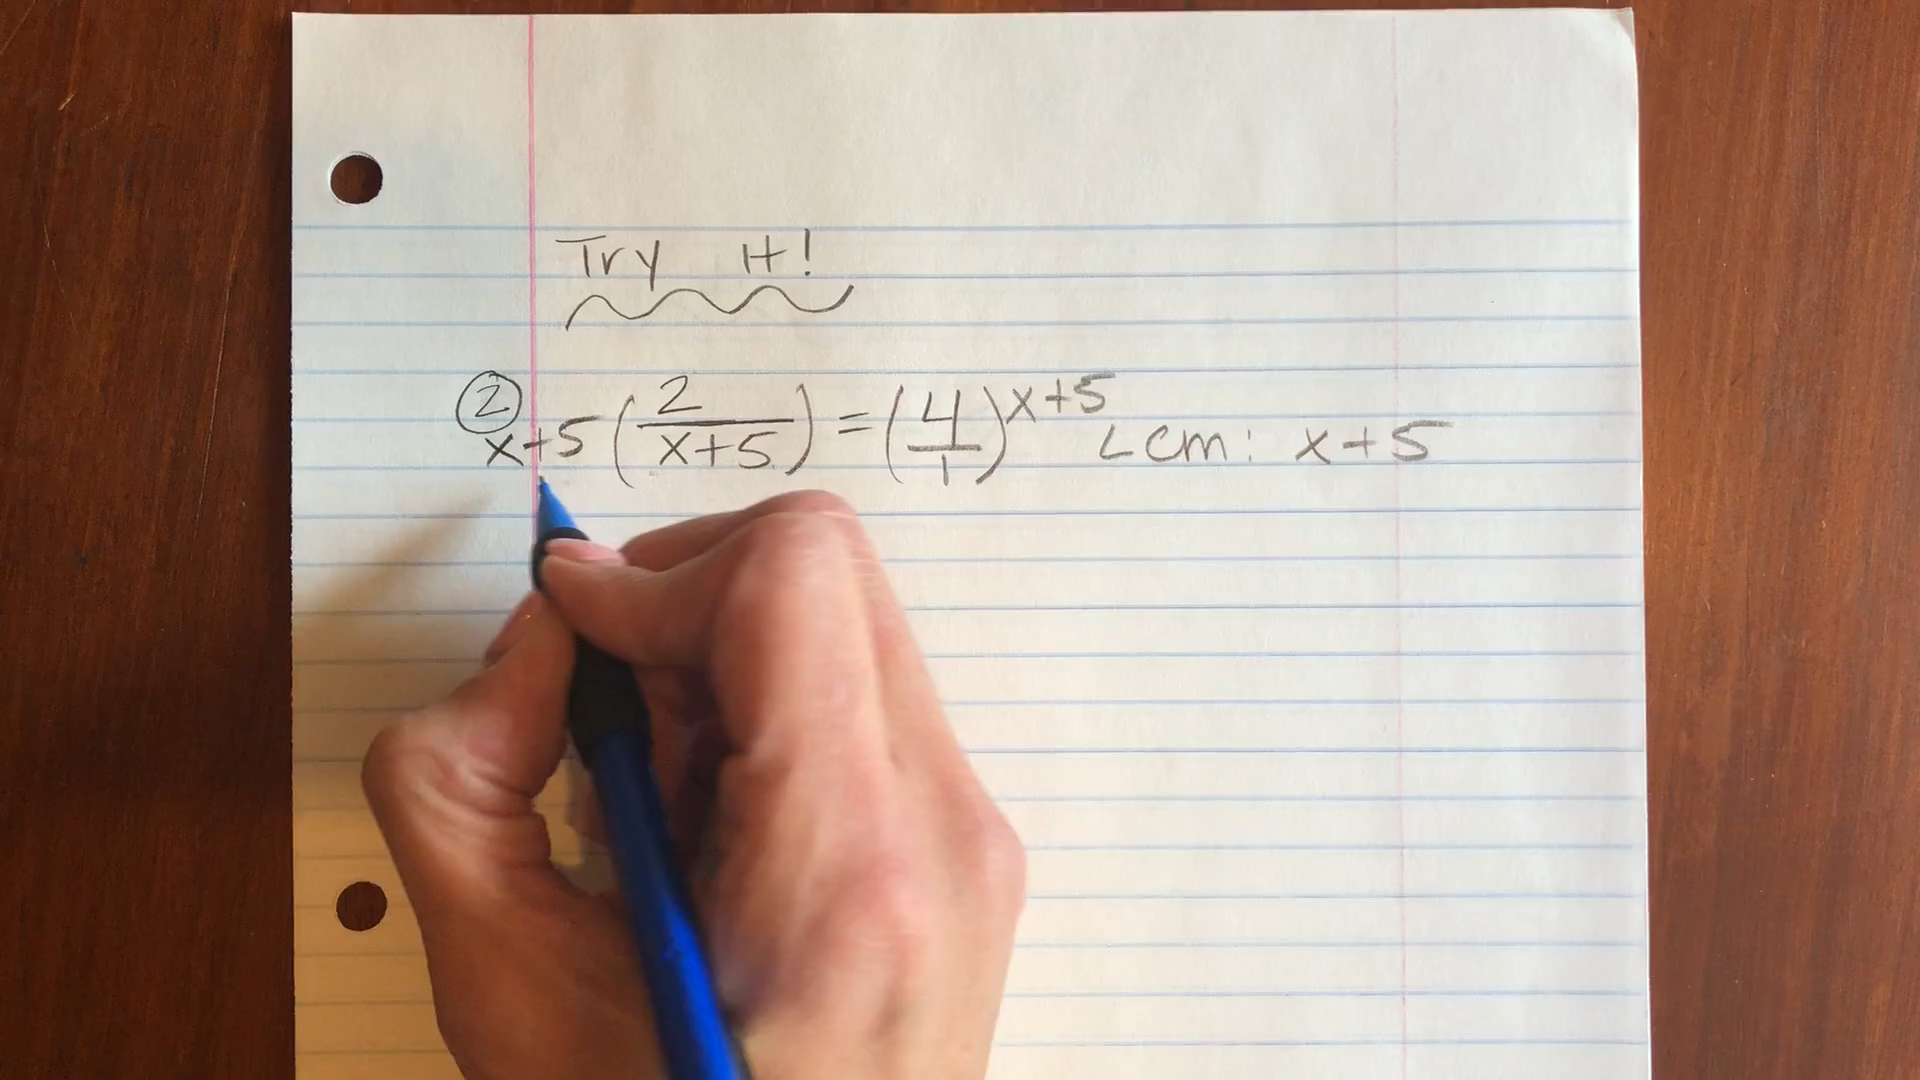 Try It!
② x+5 (2/x+5) = (4/1) x+5 LCM: x+5